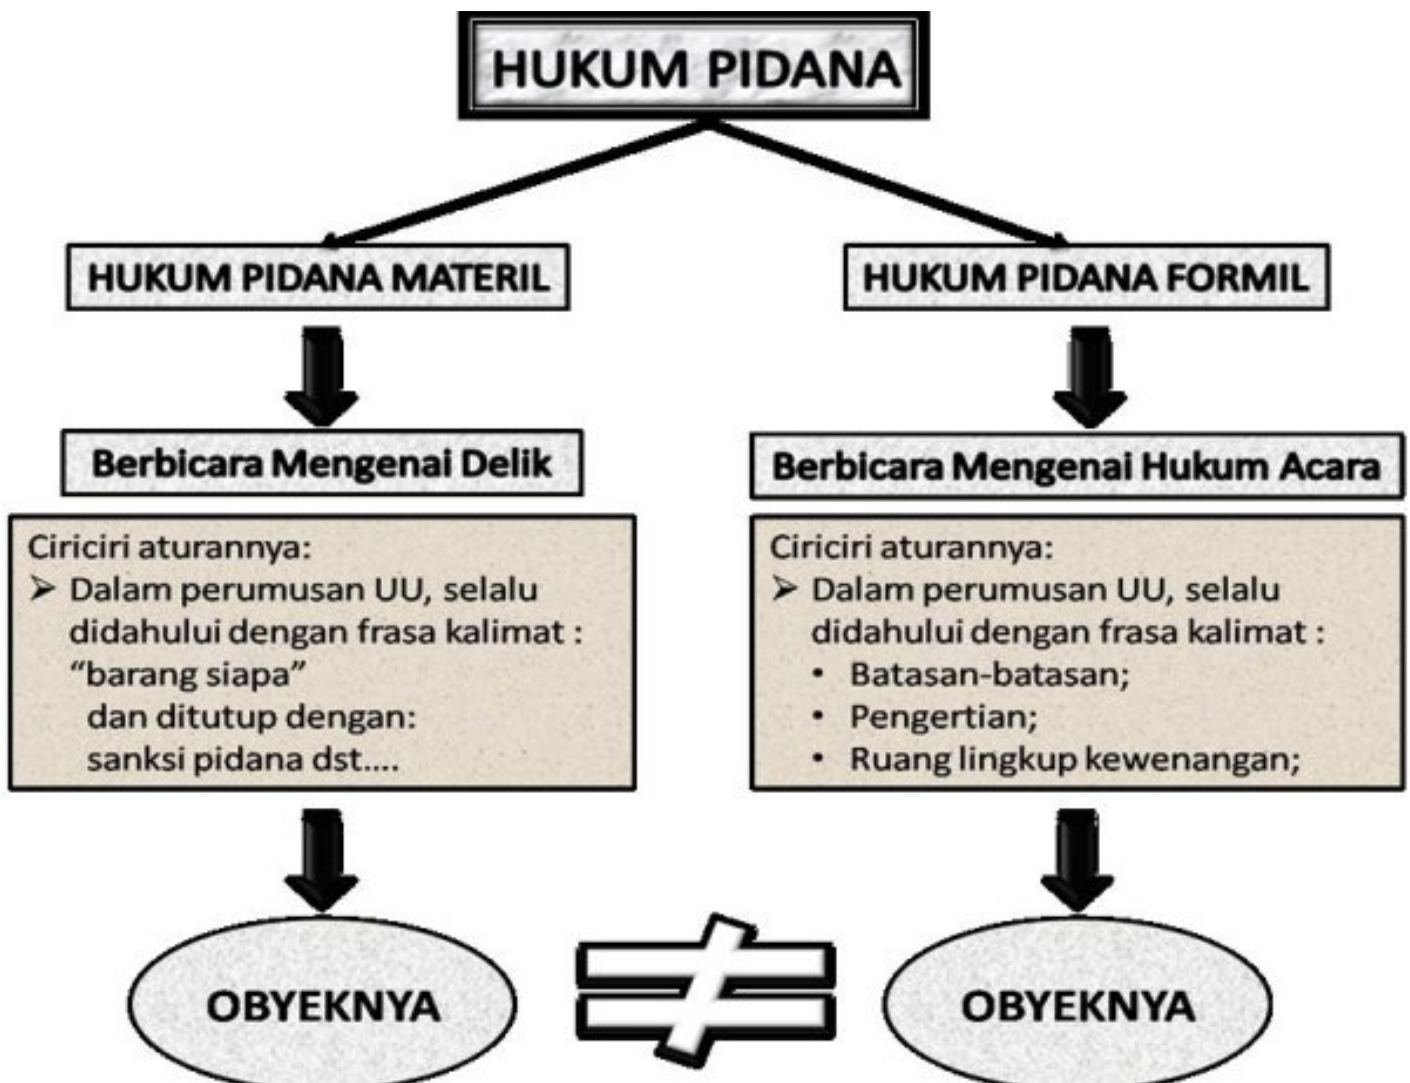 HUKUM PIDANA
HUKUM PIDANA MATERIL
Berbicara Mengenai Delik
Ciriciri aturannya:
➢ Dalam perumusan UU, selalu
didahului dengan frasa kalimat :
“barang siapa”
dan ditutup dengan:
sanksi pidana dst....
OBYEKNYA
≠
HUKUM PIDANA FORMIL
Berbicara Mengenai Hukum Acara
Ciriciri aturannya:
➢ Dalam perumusan UU, selalu
didahului dengan frasa kalimat :
• Batasan-batasan;
• Pengertian;
• Ruang lingkup kewenangan;
OBYEKNYA